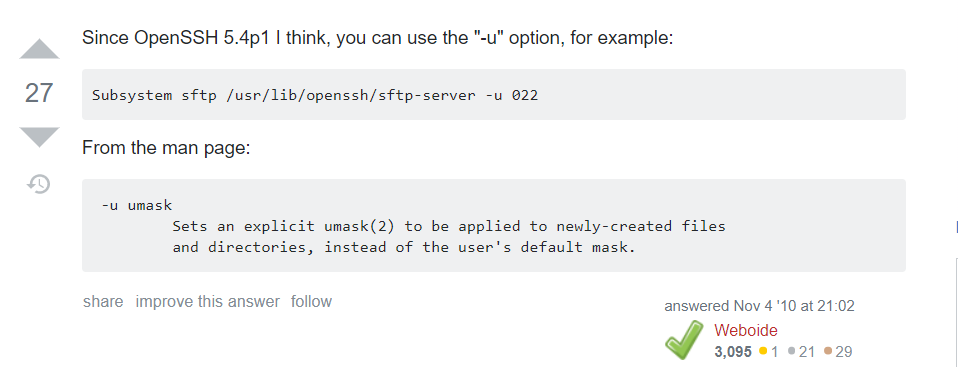 Since OpenSSH 5.4p1 I think, you can use the "-u" option, for example:
27
Subsystem sftp /usr/lib/openssh/sftp-server -u 022
From the man page:
-u umask
Sets an explicit umask(2) to be applied to newly-created files
and directories, instead of the user's default mask.
share improve this answer follow
answered Nov 4 '10 at 21:02
Weboide
3,095 1 21 29